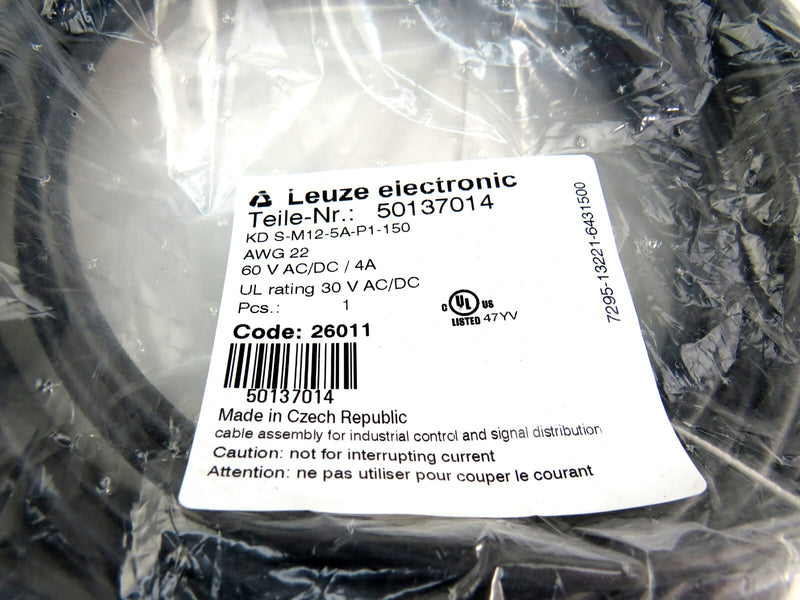 Leuze electronic
Teile-Nr.: 50137014
KD S-M12-5A-P1-150
AWG 22
60 V AC/DC / 4A
UL rating 30 V AC/DC
Pcs.: 1
Code: 26011
50137014
Made in Czech Republic
cable assembly for industrial control and signal distribution
Caution: not for interrupting current
Attention: ne pas utiliser pour couper le courant
C UL US
LISTED 47YV
7295-13221-6431500